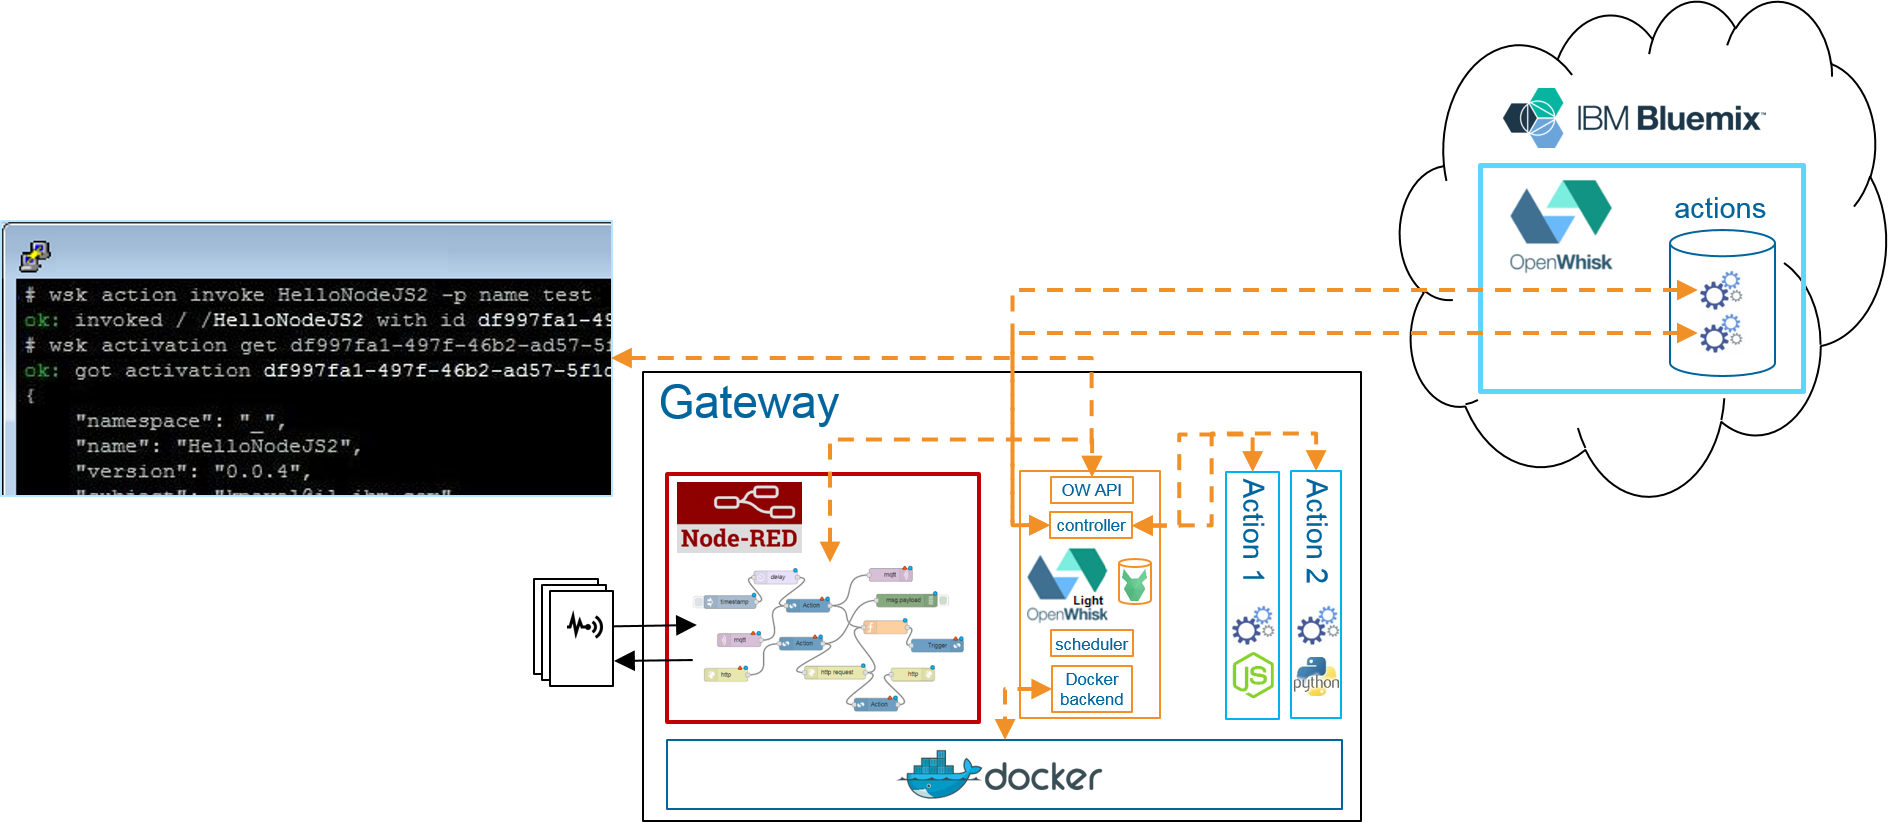 IBM Bluemix™
OpenWhisk
actions
# wsk action invoke HelloNodeJS2 -p name test
ok: invoked / /HelloNodeJS2 with id df997fa1-49
# wsk activation get df997fa1-497f-46b2-ad57-5f
ok: got activation df997fa1-497f-46b2-ad57-5f1
{
"namespace": "_",
"name": "HelloNodeJS2",
"version": "0.0.4",
Gateway
Node-RED
delay
timestamp
mqtt
http
Action
Action
http request
mqtt
msg.payload
f
Trigger
http
Action
OW API
controller
Light
OpenWhisk
scheduler
Docker
backend
Action 1
JS
Action 2
python
docker